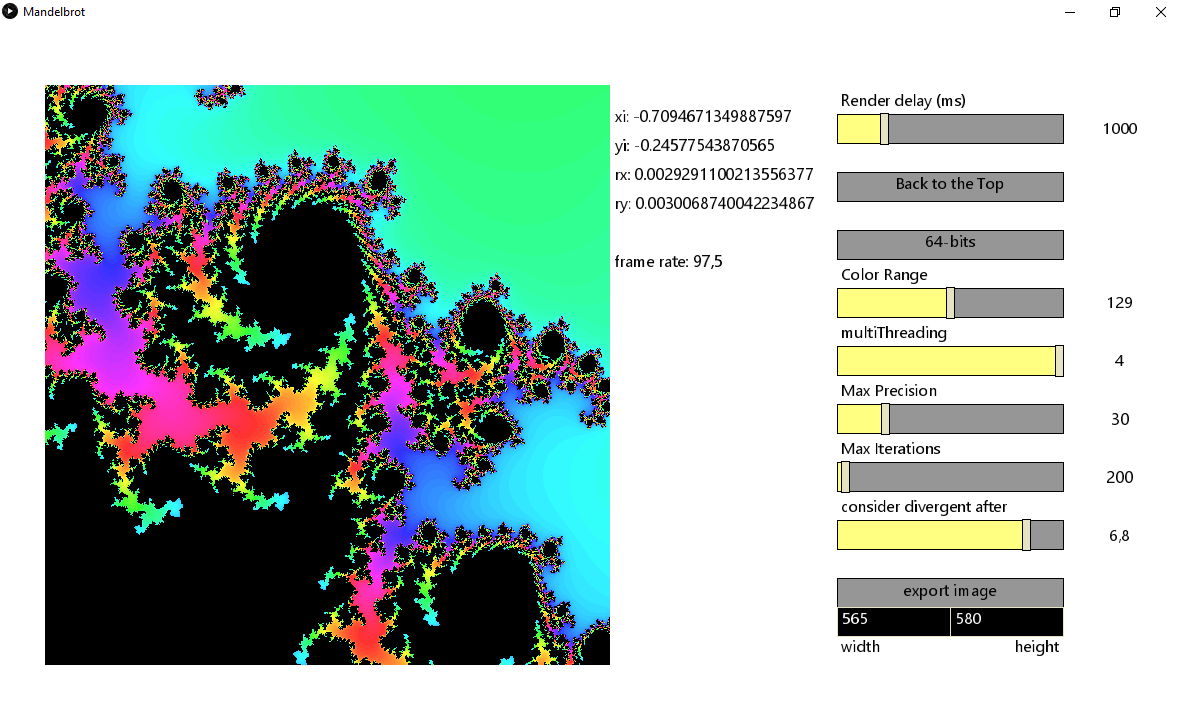 Mandelbrot
xi: -0.7094671349887597
yi: -0.24577543870565
rx: 0.0029291100213556377
ry: 0.0030068740042234867
frame rate: 97,5
Render delay (ms)
1000
Back to the Top
64-bits
Color Range
129
multiThreading
4
Max Precision
30
Max Iterations
200
consider divergent after
6,8
export image
565 580
width height